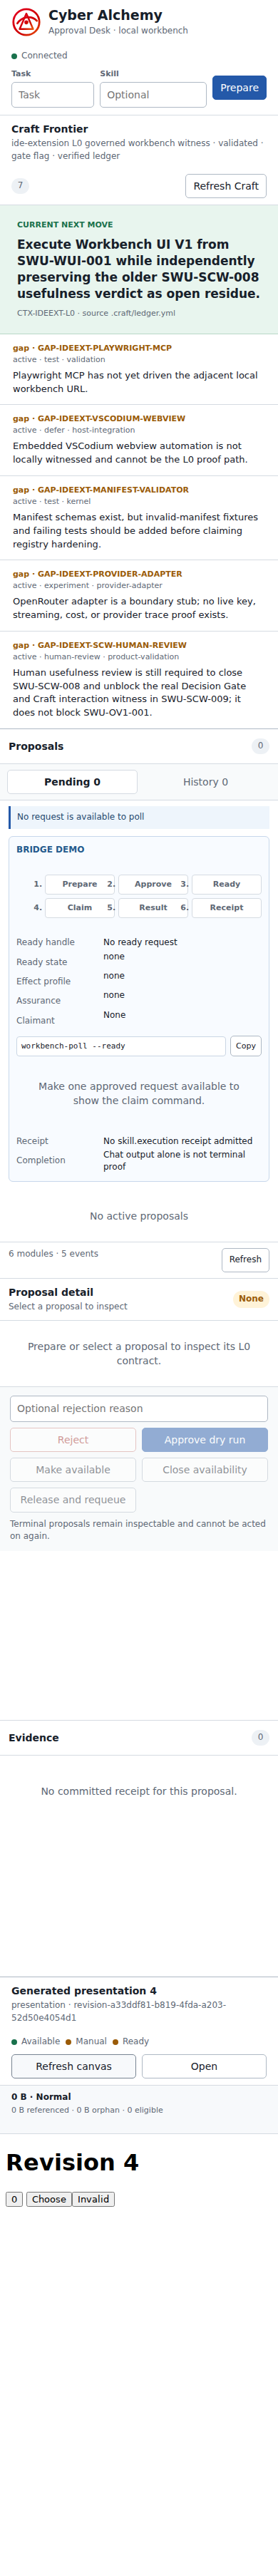 Cyber Alchemy
Approval Desk · local workbench
Connected
Task
Skill
Task
Optional
Prepare
Craft Frontier
ide-extension L0 governed workbench witness · validated ·
gate flag · verified ledger
7
Refresh Craft
CURRENT NEXT MOVE
Execute Workbench UI V1 from
SWU-WUI-001 while independently
preserving the older SWU-SCW-008
usefulness verdict as open residue.
CTX-IDEEXT-L0 · source .craft/ledger.yml
gap · GAP-IDEEXT-PLAYWRIGHT-MCP
active · test · validation
Playwright MCP has not yet driven the adjacent local
workbench URL.
gap · GAP-IDEEXT-VSCODIUM-WEBVIEW
active · defer · host-integration
Embedded VSCodium webview automation is not
locally witnessed and cannot be the L0 proof path.
gap · GAP-IDEEXT-MANIFEST-VALIDATOR
active · test · kernel
Manifest schemas exist, but invalid-manifest fixtures
and failing tests should be added before claiming
registry hardening.
gap · GAP-IDEEXT-PROVIDER-ADAPTER
active · experiment · provider-adapter
OpenRouter adapter is a boundary stub; no live key,
streaming, cost, or provider trace proof exists.
gap · GAP-IDEEXT-SCW-HUMAN-REVIEW
active · human-review · product-validation
Human usefulness review is still required to close
SWU-SCW-008 and unblock the real Decision Gate
and Craft interaction witness in SWU-SCW-009; it
does not block SWU-OV1-001.
Proposals
0
Pending 0
History 0
No request is available to poll
BRIDGE DEMO
1. Prepare
2. Approve
3. Ready
4. Claim
5. Result
6. Receipt
Ready handle
No ready request
Ready state
none
Effect profile
none
Assurance
none
Claimant
None
workbench-poll --ready
Copy
Make one approved request available to
show the claim command.
Receipt
No skill.execution receipt admitted
Completion
Chat output alone is not terminal
proof
No active proposals
6 modules · 5 events
Refresh
Proposal detail
Select a proposal to inspect
None
Prepare or select a proposal to inspect its L0
contract.
Optional rejection reason
Reject
Approve dry run
Make available
Close availability
Release and requeue
Terminal proposals remain inspectable and cannot be acted
on again.
Evidence
0
No committed receipt for this proposal.
Generated presentation 4
presentation · revision-a33ddf81-b819-4fda-a203-
52d50e4054d1
Available
Manual
Ready
Refresh canvas
Open
0 B · Normal
0 B referenced · 0 B orphan · 0 eligible
Revision 4
0
Choose
Invalid